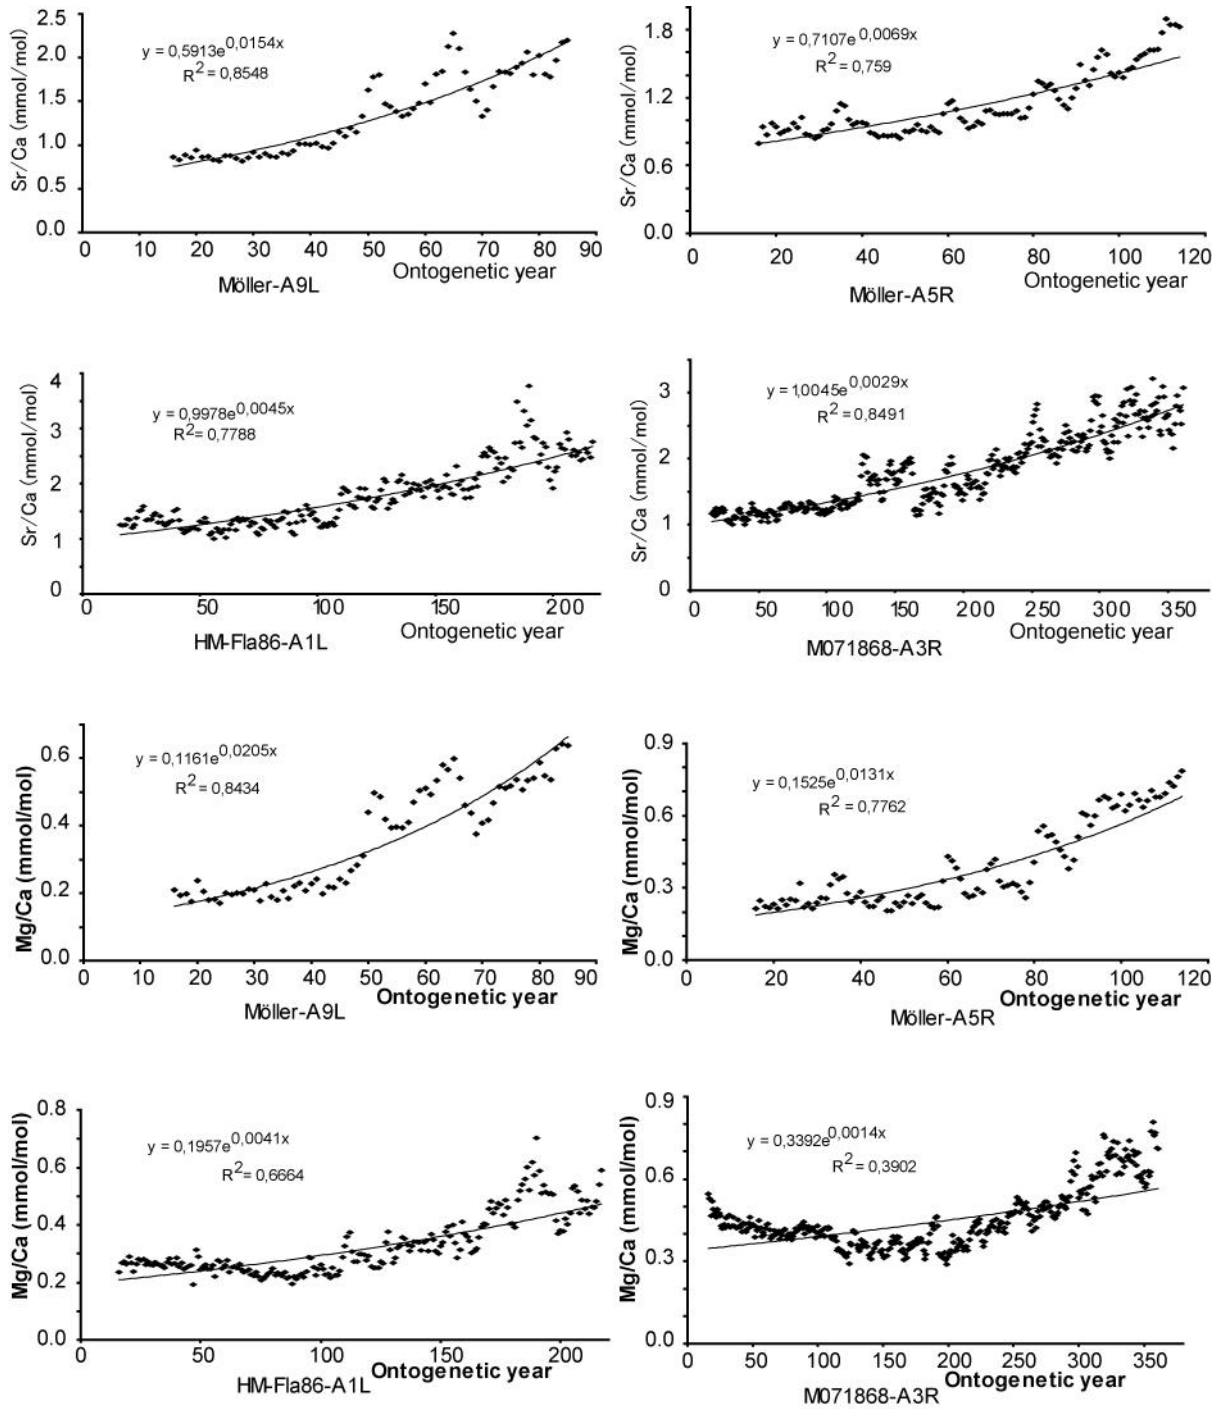 Sr/Ca (mmol/mol)
2.5
2.0
1.5
1.0
0.5
0.0
y = 0,5913e^0,0154x
R^2 = 0,8548
0 10 20 30 40 50 60 70 80 90
Ontogenetic year
Möller-A9L
Sr/Ca (mmol/mol)
1.8
1.2
0.6
0.0
y = 0,7107e^0,0069x
R^2 = 0,759
0 20 40 60 80 100 120
Ontogenetic year
Möller-A5R
Sr/Ca (mmol/mol)
4
3
2
1
0
y = 0,9978e^0,0045x
R^2 = 0,7788
0 50 100 150 200
Ontogenetic year
HM-Fla86-A1L
Sr/Ca (mmol/mol)
3
2
1
0
y = 1,0045e^0,0029x
R^2 = 0,8491
0 50 100 150 200 250 300 350
Ontogenetic year
M071868-A3R
Mg/Ca (mmol/mol)
0.6
0.4
0.2
0.0
y = 0,1161e^0,0205x
R^2 = 0,8434
0 10 20 30 40 50 60 70 80 90
Ontogenetic year
Möller-A9L
Mg/Ca (mmol/mol)
0.9
0.6
0.3
0.0
y = 0,1525e^0,0131x
R^2 = 0,7762
0 20 40 60 80 100 120
Ontogenetic year
Möller-A5R
Mg/Ca (mmol/mol)
0.8
0.6
0.4
0.2
0.0
y = 0,1957e^0,0041x
R^2 = 0,6664
0 50 100 150 200
Ontogenetic year
HM-Fla86-A1L
Mg/Ca (mmol/mol)
0.9
0.6
0.3
0.0
y = 0,3392e^0,0014x
R^2 = 0,3902
0 50 100 150 200 250 300 350
Ontogenetic year
M071868-A3R